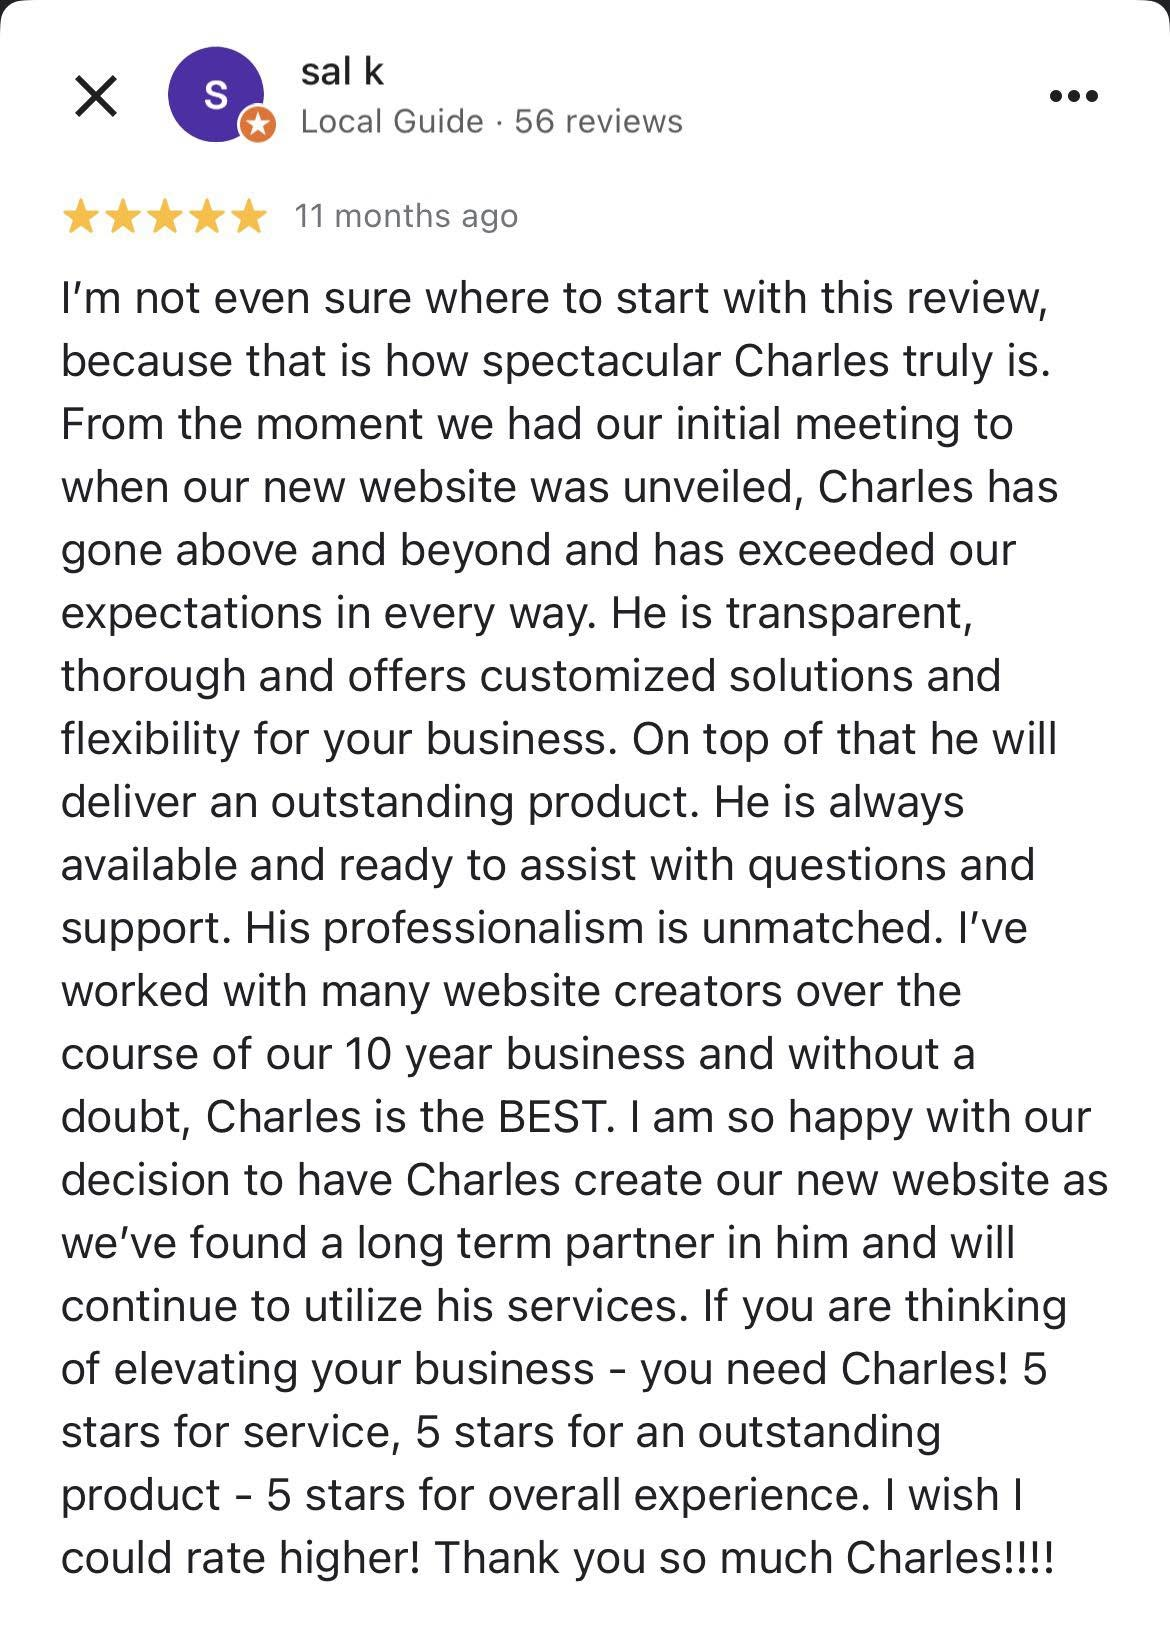 S
sal k
Local Guide · 56 reviews
11 months ago
I’m not even sure where to start with this review,
because that is how spectacular Charles truly is.
From the moment we had our initial meeting to
when our new website was unveiled, Charles has
gone above and beyond and has exceeded our
expectations in every way. He is transparent,
thorough and offers customized solutions and
flexibility for your business. On top of that he will
deliver an outstanding product. He is always
available and ready to assist with questions and
support. His professionalism is unmatched. I’ve
worked with many website creators over the
course of our 10 year business and without a
doubt, Charles is the BEST. I am so happy with our
decision to have Charles create our new website as
we’ve found a long term partner in him and will
continue to utilize his services. If you are thinking
of elevating your business - you need Charles! 5
stars for service, 5 stars for an outstanding
product - 5 stars for overall experience. I wish I
could rate higher! Thank you so much Charles!!!!